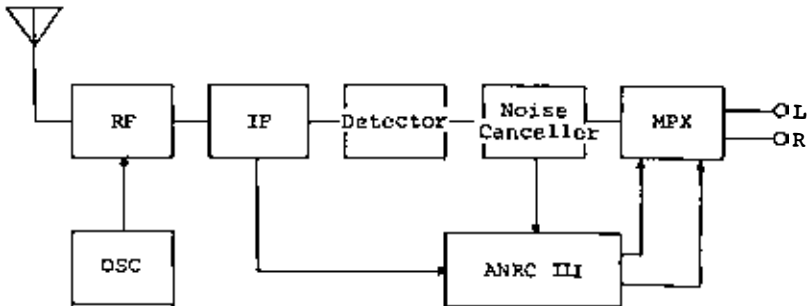 RF
IF
Detector
Noise
Canceller
MPX
L
R
OSC
ANRC III